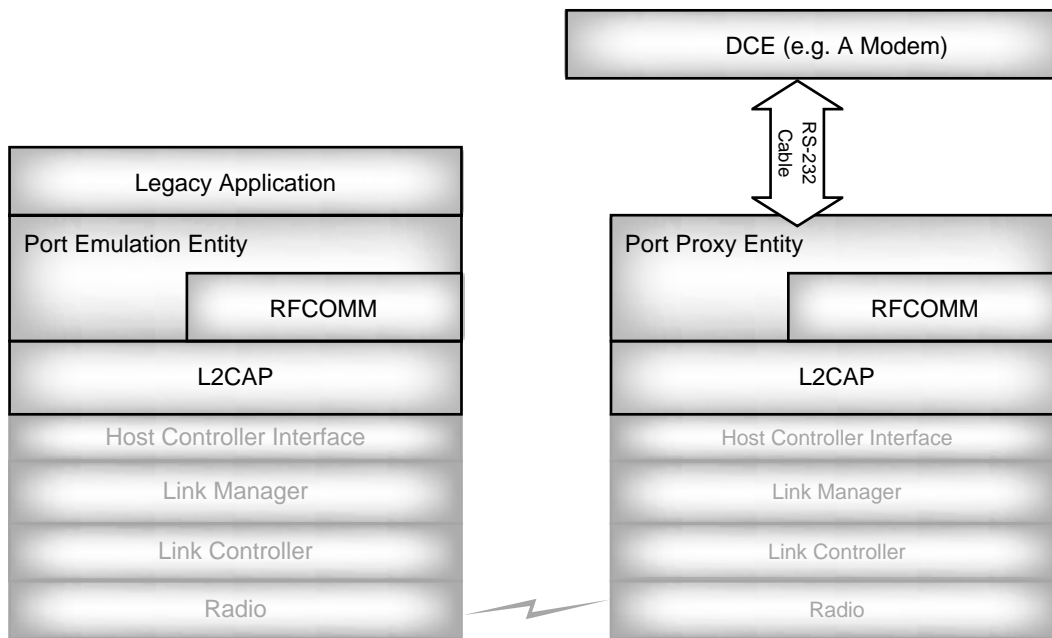 DCE (e.g. A Modem)
RS-232
Cable
Legacy Application
Port Emulation Entity
RFCOMM
L2CAP
Host Controller Interface
Link Manager
Link Controller
Radio
Port Proxy Entity
RFCOMM
L2CAP
Host Controller Interface
Link Manager
Link Controller
Radio